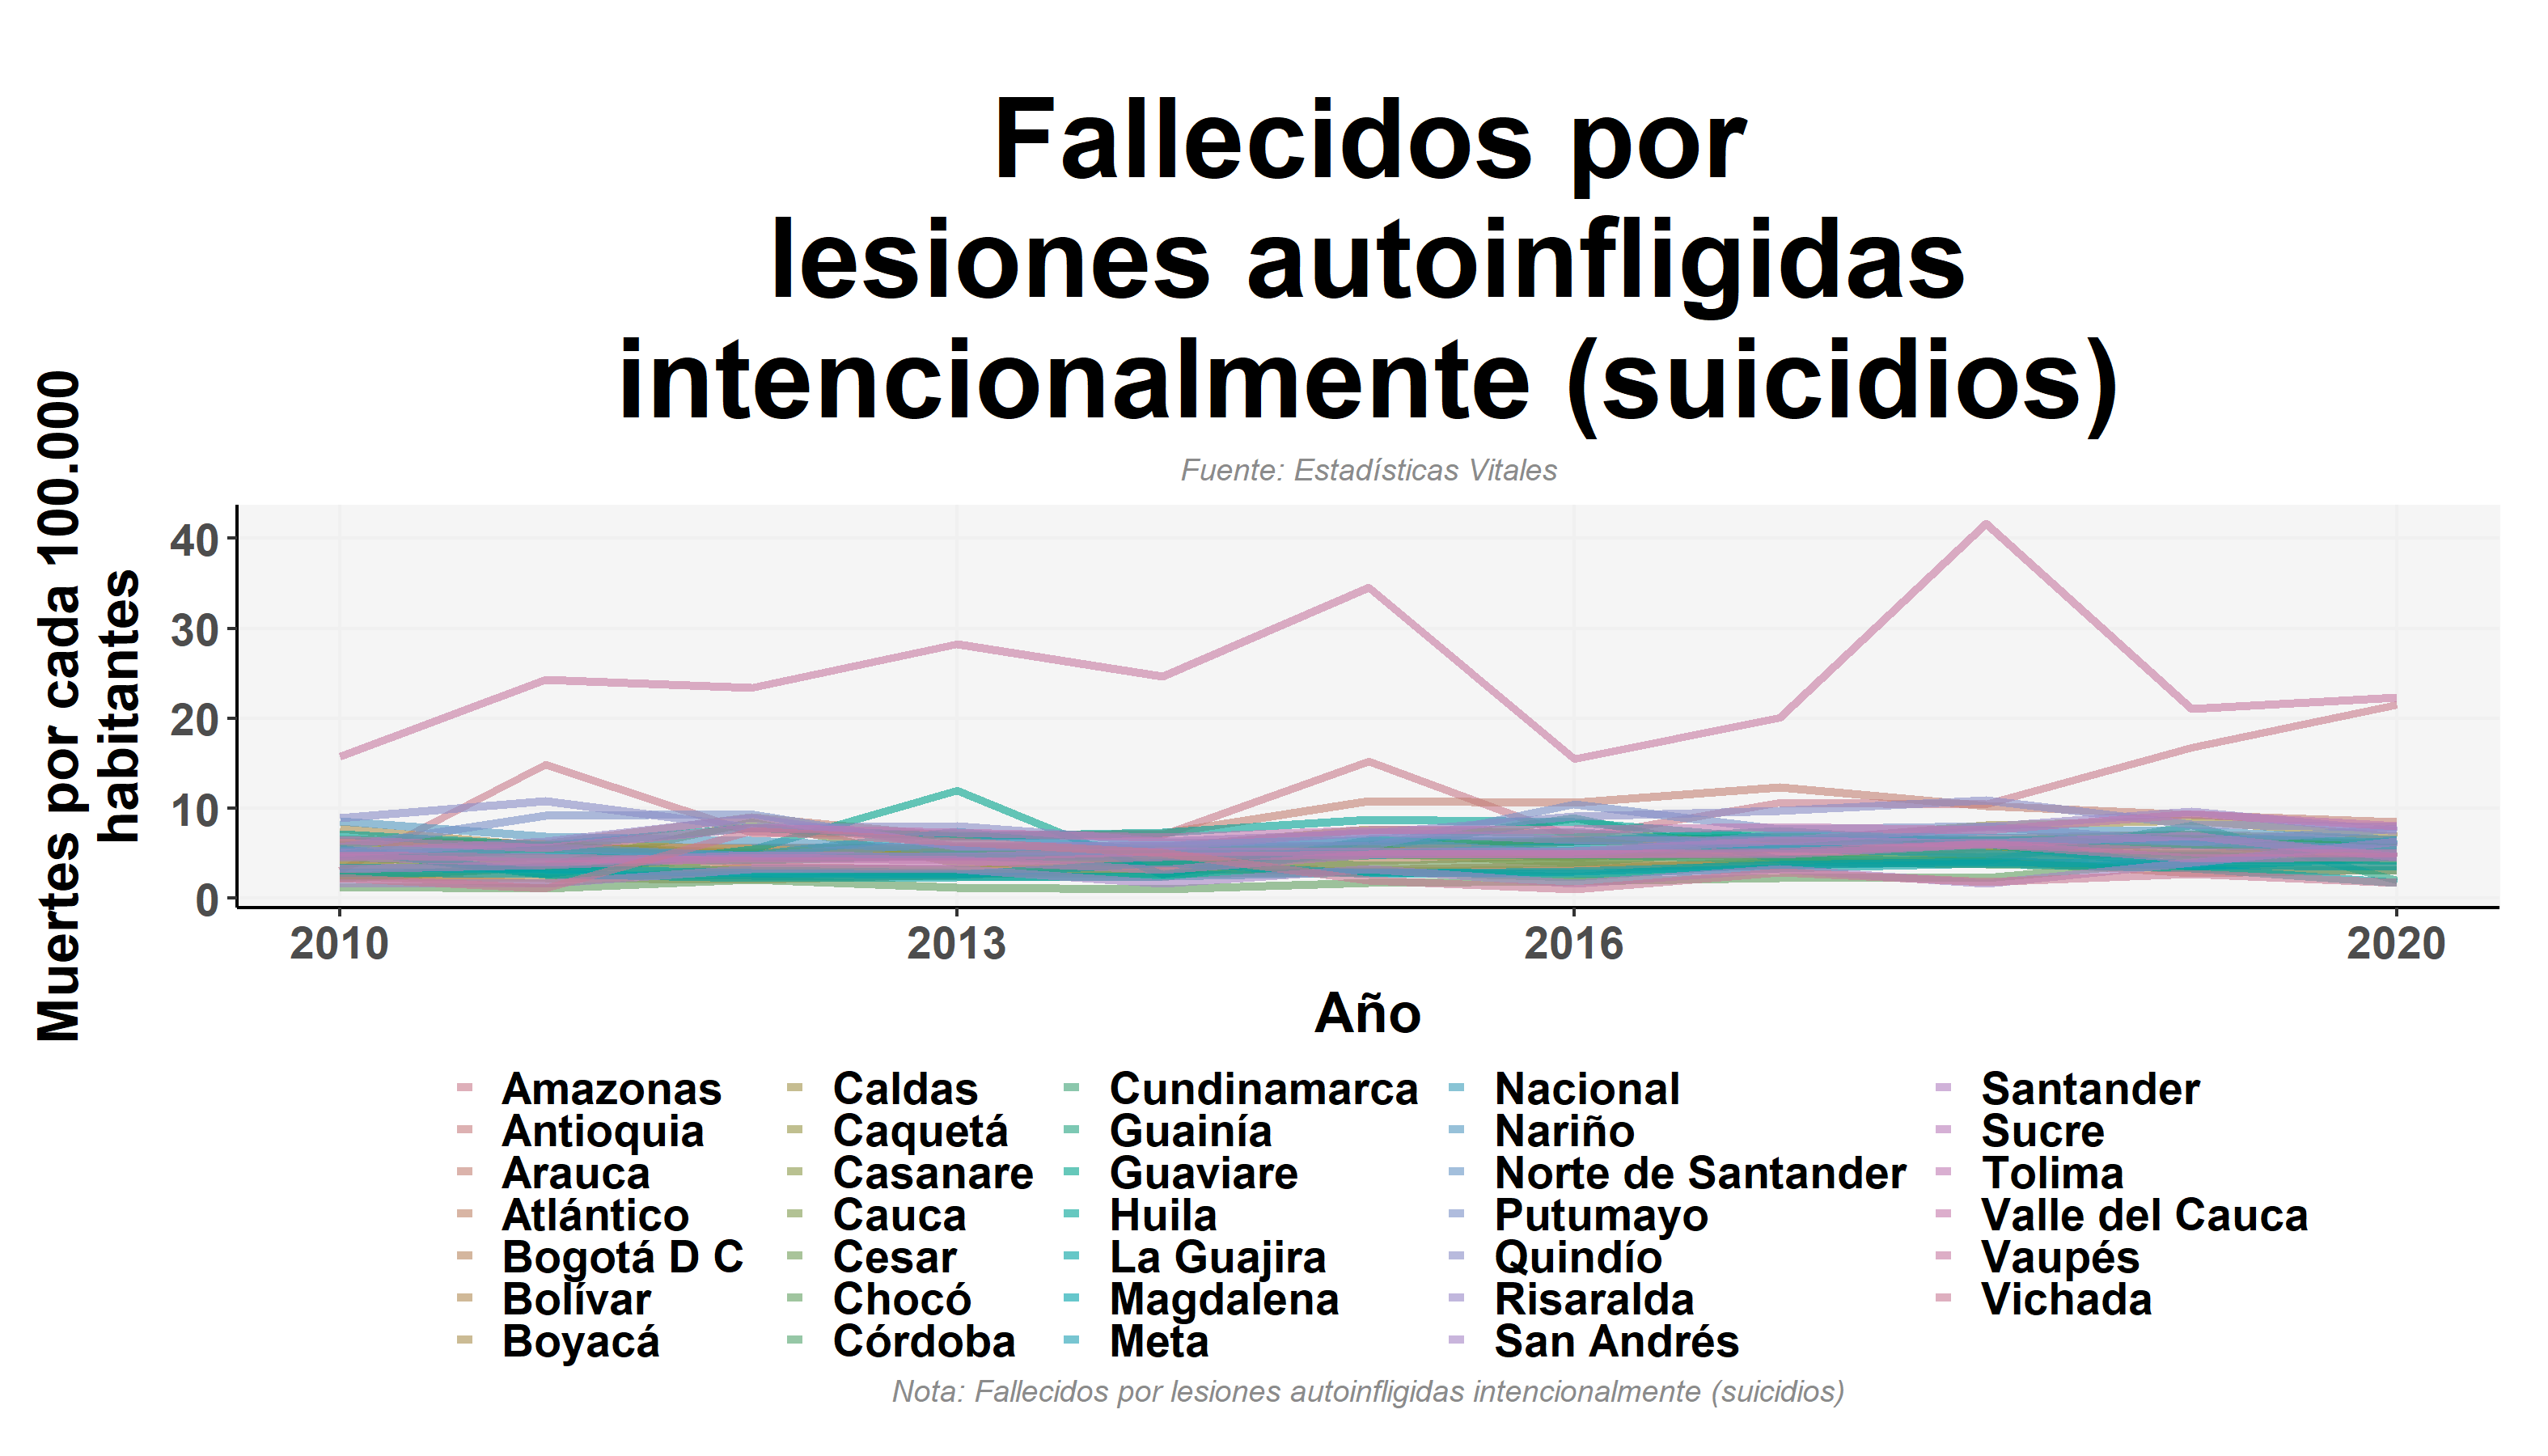 Fallecidos por
lesiones autoinfligidas
intencionalmente (suicidios)
Fuente: Estadísticas Vitales
Muertes por cada 100.000
habitantes
40
30
20
10
0
2010 2013 2016 2020
Año
Amazonas
Antioquia
Arauca
Atlántico
Bogotá D C
Bolívar
Boyacá
Caldas
Caquetá
Casanare
Cauca
Cesar
Chocó
Córdoba
Cundinamarca
Guainía
Guaviare
Huila
La Guajira
Magdalena
Meta
Nacional
Nariño
Norte de Santander
Putumayo
Quindío
Risaralda
San Andrés
Santander
Sucre
Tolima
Valle del Cauca
Vaupés
Vichada
Nota: Fallecidos por lesiones autoinfligidas intencionalmente (suicidios)